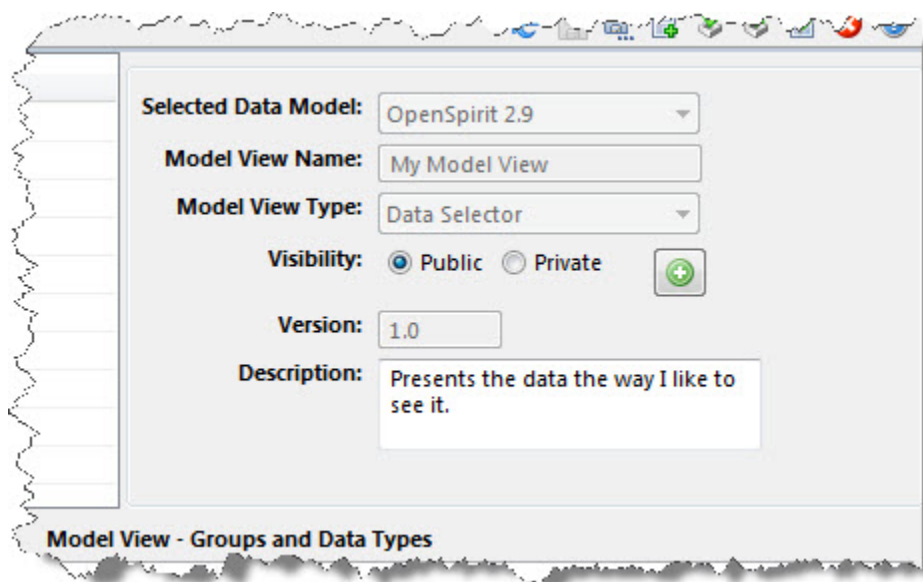 Selected Data Model: OpenSpirit 2.9
Model View Name: My Model View
Model View Type: Data Selector
Visibility: Public Private
Version: 1.0
Description: Presents the data the way I like to
see it.
Model View - Groups and Data Types